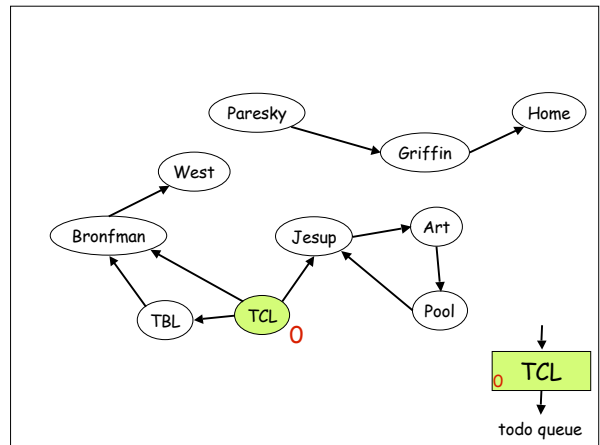 Paresky
Home
Griffin
West
Bronfman
Jesup
Art
TBL
TCL
0
Pool
0 TCL
todo queue